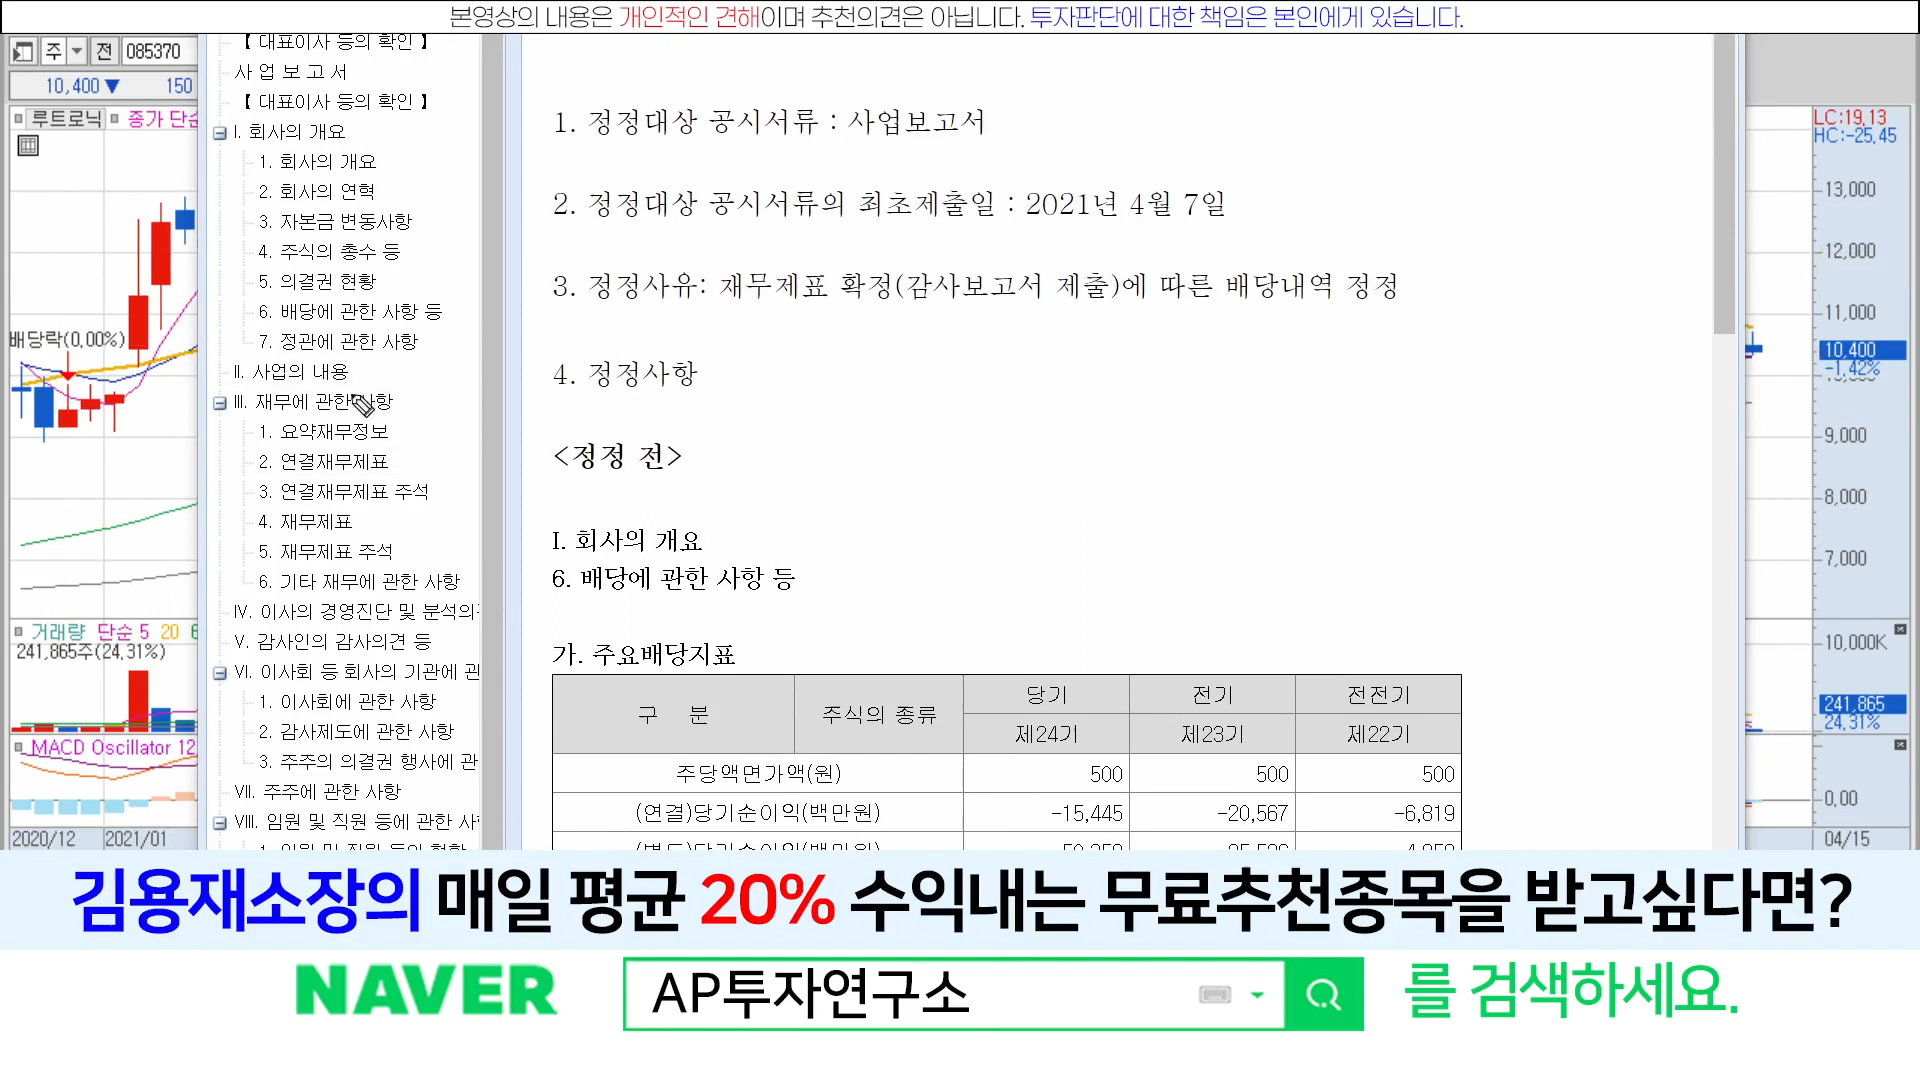 본영상의 내용은 개인적인 견해이며 추천의견은 아닙니다. 투자판단에 대한 책임은 본인에게 있습니다.
주 전 085370
10,400 ▼ 150
루트로닉 종가 단순
배당락(0,00%)
거래량 단순 5 20 6
241,865주(24,31%)
MACD Oscillator 12,
2020/12 2021/01
【 대표이사 등의 확인 】
사 업 보 고 서
【 대표이사 등의 확인 】
I. 회사의 개요
1. 회사의 개요
2. 회사의 연혁
3. 자본금 변동사항
4. 주식의 총수 등
5. 의결권 현황
6. 배당에 관한 사항 등
7. 정관에 관한 사항
II. 사업의 내용
III. 재무에 관한 사항
1. 요약재무정보
2. 연결재무제표
3. 연결재무제표 주석
4. 재무제표
5. 재무제표 주석
6. 기타 재무에 관한 사항
IV. 이사의 경영진단 및 분석의
V. 감사인의 감사의견 등
VI. 이사회 등 회사의 기관에 관
1. 이사회에 관한 사항
2. 감사제도에 관한 사항
3. 주주의 의결권 행사에 관
VII. 주주에 관한 사항
VIII. 임원 및 직원 등에 관한 사
1. 정정대상 공시서류 : 사업보고서
2. 정정대상 공시서류의 최초제출일 : 2021년 4월 7일
3. 정정사유: 재무제표 확정(감사보고서 제출)에 따른 배당내역 정정
4. 정정사항
<정정 전>
I. 회사의 개요
6. 배당에 관한 사항 등
가. 주요배당지표
구 분 주식의 종류 당기 전기 전전기
제24기 제23기 제22기
주당액면가액(원) 500 500 500
(연결)당기순이익(백만원) -15,445 -20,567 -6,819
LC:19,13
HC:-25,45
13,000
12,000
11,000
10,400
-1,42%
9,000
8,000
7,000
10,000K
241,865
24,31%
0,00
04/15
김용재소장의 매일 평균 20% 수익내는 무료추천종목을 받고싶다면?
NAVER AP투자연구소 를 검색하세요.